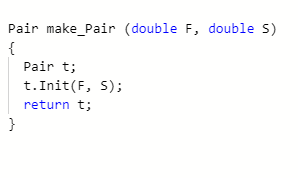 Pair make_Pair (double F, double S)
{
  Pair t;
  t.Init(F, S);
  return t;
}